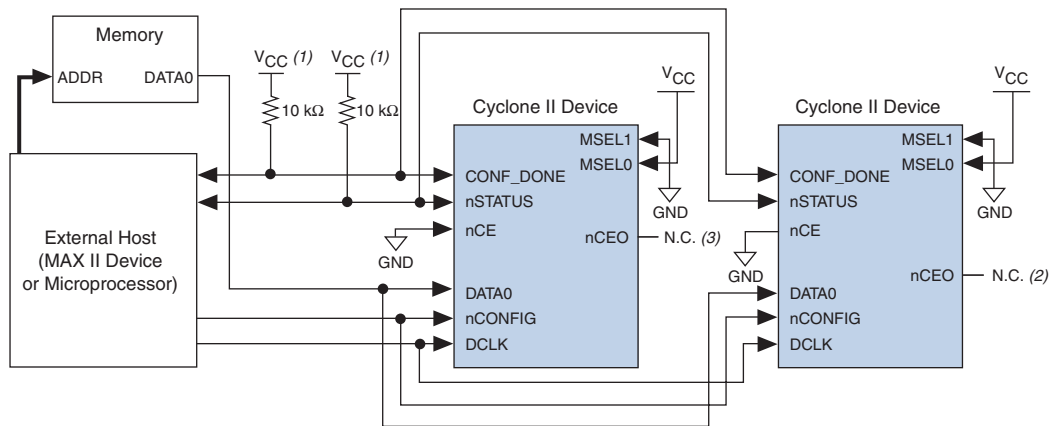 Memory
ADDR DATA0
VCC (1)
10 kΩ
VCC (1)
10 kΩ
External Host
(MAX II Device
or Microprocessor)
Cyclone II Device
VCC
MSEL1
MSEL0
CONF_DONE
nSTATUS
GND
nCE
GND
nCEO
N.C. (3)
DATA0
nCONFIG
DCLK
Cyclone II Device
VCC
MSEL1
MSEL0
CONF_DONE
nSTATUS
GND
nCE
GND
nCEO
N.C. (2)
DATA0
nCONFIG
DCLK